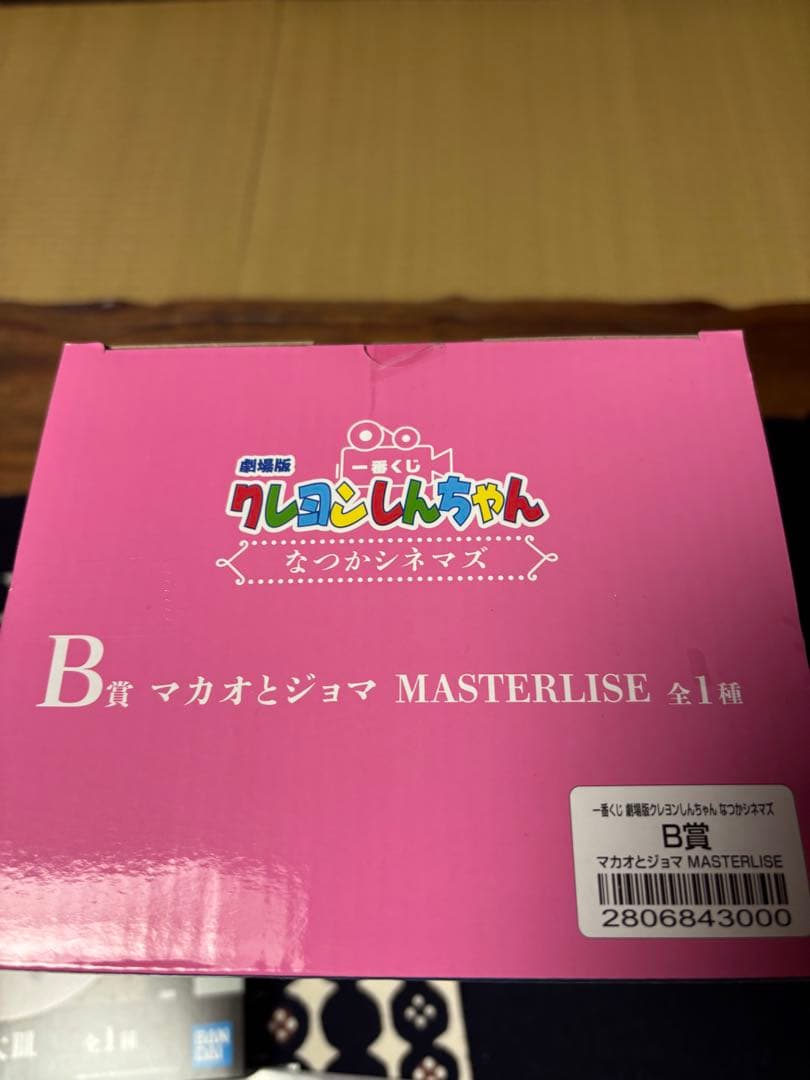 劇場版
一番くじ
クレヨンしんちゃん
なつかシネマズ
B賞 マカオとジョマ MASTERLISE 全1種
一番くじ 劇場版クレヨンしんちゃん なつかシネマズ
B賞
マカオとジョマ MASTERLISE
2806843000
全1種